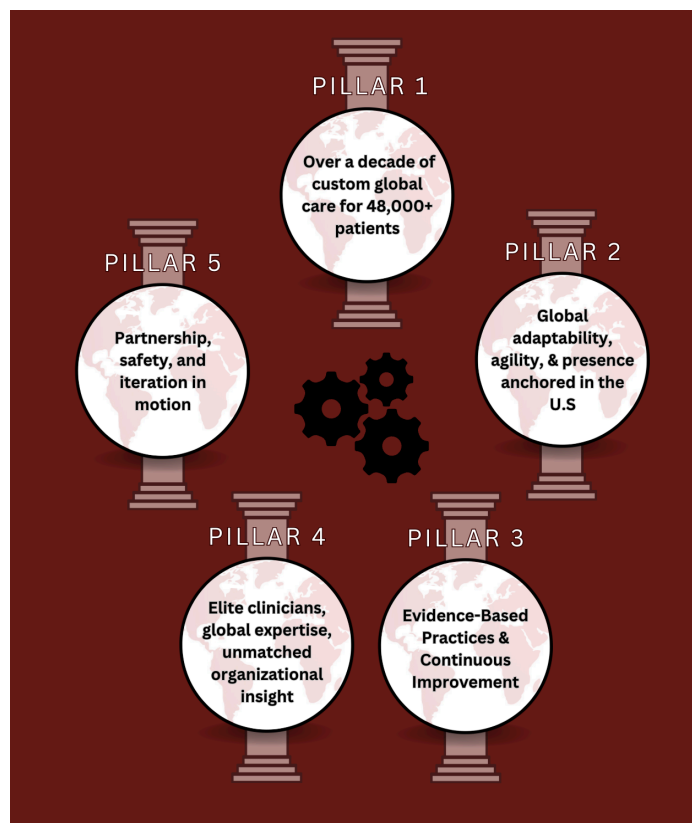 PILLAR 1
Over a decade of
custom global
care for 48,000+
patients
PILLAR 2
Global
adaptability,
agility, & presence
anchored in the
U.S
PILLAR 3
Evidence-Based
Practices &
Continuous
Improvement
PILLAR 4
Elite clinicians,
global expertise,
unmatched
organizational
insight
PILLAR 5
Partnership,
safety, and
iteration in
motion